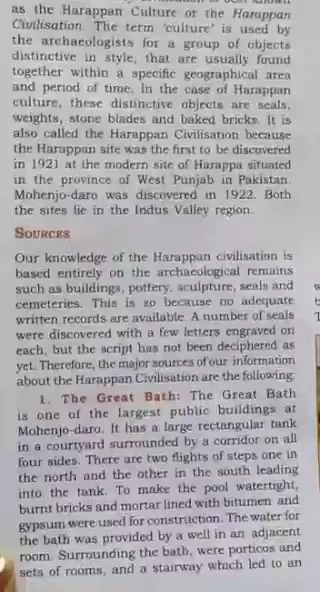 as the Harappan Culture or the Harappan
Civilisation. The term 'culture' is used by
the archaeologists for a group of objects
distinctive in style, that are usually found
together within a specific geographical area
and period of time. In the case of Harappan
culture, these distinctive objects are seals,
weights, stone blades and baked bricks. It is
also called the Harappan Civilisation because
the Harappan site was the first to be discovered
in 1921 at the modern site of Harappa situated
in the province of West Punjab in Pakistan.
Mohenjo-daro was discovered in 1922. Both
the sites lie in the Indus Valley region.
SOURCES
Our knowledge of the Harappan civilisation is
based entirely on the archaeological remains
such as buildings, pottery, sculpture, seals and
cemeteries. This is so because no adequate
written records are available. A number of seals
were discovered with a few letters engraved on
each, but the script has not been deciphered as
yet. Therefore, the major sources of our information
about the Harappan Civilisation are the following.
1. The Great Bath: The Great Bath
is one of the largest public buildings at
Mohenjo-daro. It has a large rectangular tank
in a courtyard surrounded by a corridor on all
four sides. There are two flights of steps one in
the north and the other in the south leading
into the tank. To make the pool watertight,
burnt bricks and mortar lined with bitumen and
gypsum were used for construction. The water for
the bath was provided by a well in an adjacent
room. Surrounding the bath, were porticos and
sets of rooms, and a stairway which led to an